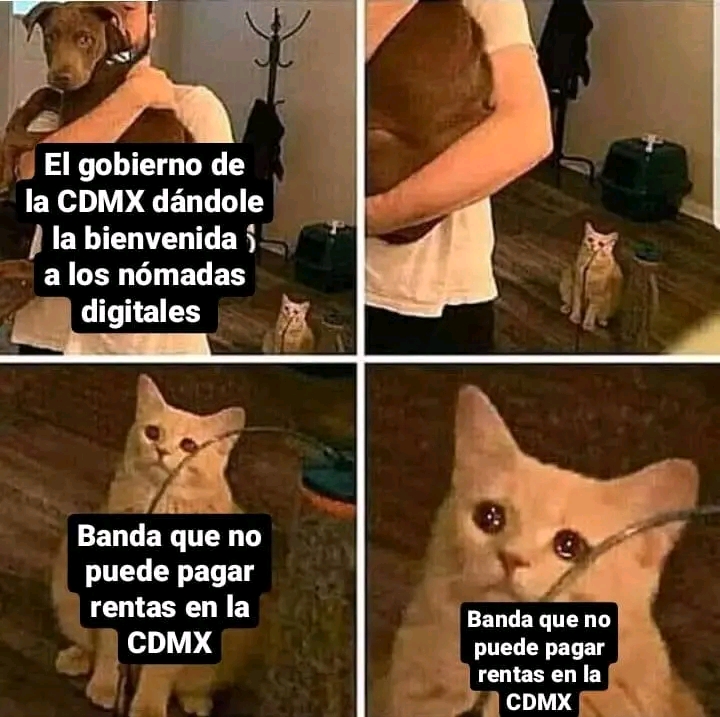 El gobierno de
la CDMX dándole
la bienvenida
a los nómadas
digitales
Banda que no
puede pagar
rentas en la
CDMX
Banda que no
puede pagar
rentas en la
CDMX